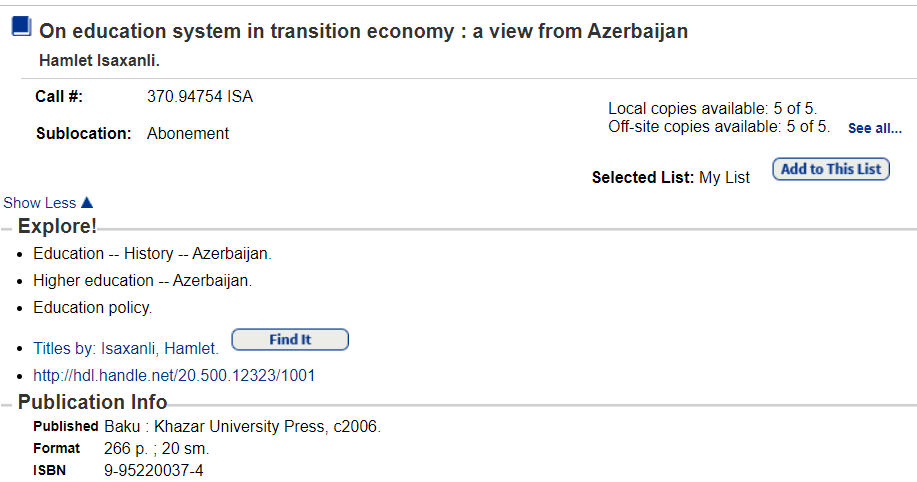 On education system in transition economy : a view from Azerbaijan
Hamlet Isaxanli.
Call #: 370.94754 ISA
Sublocation: Abonement
Local copies available: 5 of 5.
Off-site copies available: 5 of 5. See all...
Selected List: My List Add to This List
Show Less ▲
Explore!
• Education -- History -- Azerbaijan.
• Higher education -- Azerbaijan.
• Education policy.
• Titles by: Isaxanli, Hamlet. Find It
• http://hdl.handle.net/20.500.12323/1001
Publication Info
Published Baku : Khazar University Press, c2006.
Format 266 p. ; 20 sm.
ISBN 9-95220037-4